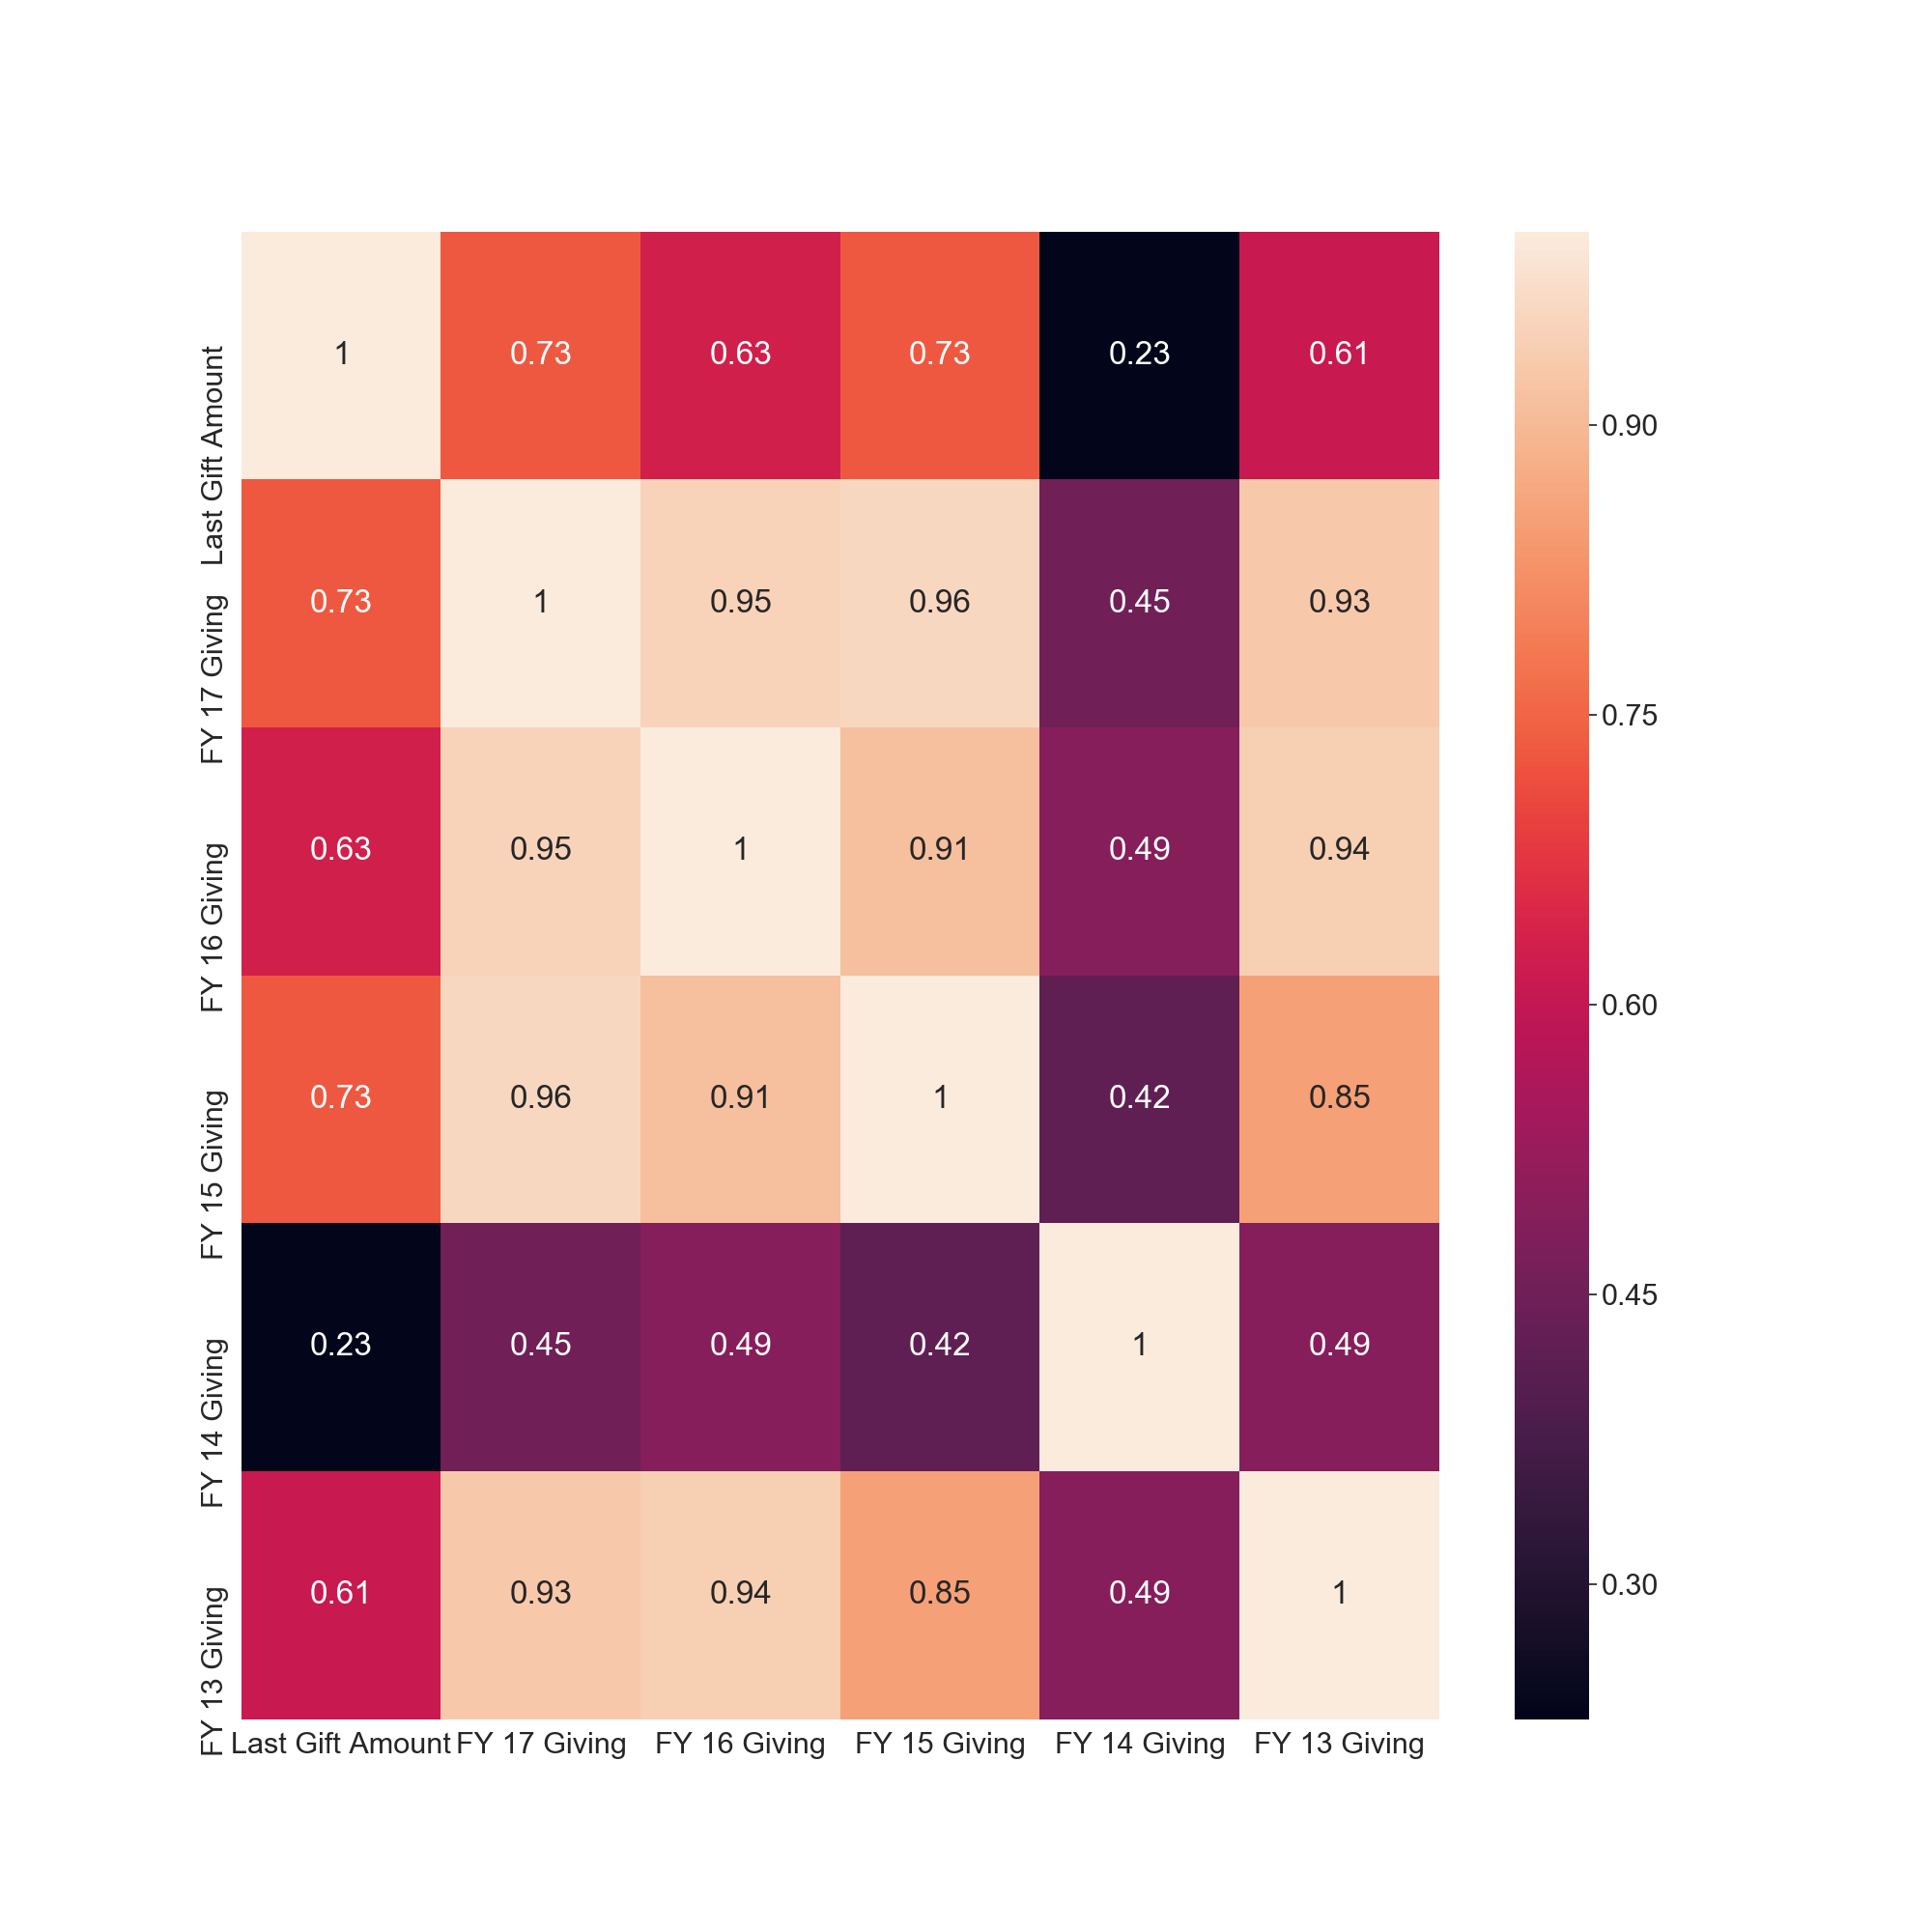 Last Gift Amount
1 0.73 0.63 0.73 0.23 0.61
FY 17 Giving
0.73 1 0.95 0.96 0.45 0.93
FY 16 Giving
0.63 0.95 1 0.91 0.49 0.94
FY 15 Giving
0.73 0.96 0.91 1 0.42 0.85
FY 14 Giving
0.23 0.45 0.49 0.42 1 0.49
FY 13 Giving
0.61 0.93 0.94 0.85 0.49 1
Last Gift Amount FY 17 Giving FY 16 Giving FY 15 Giving FY 14 Giving FY 13 Giving
0.90
0.75
0.60
0.45
0.30